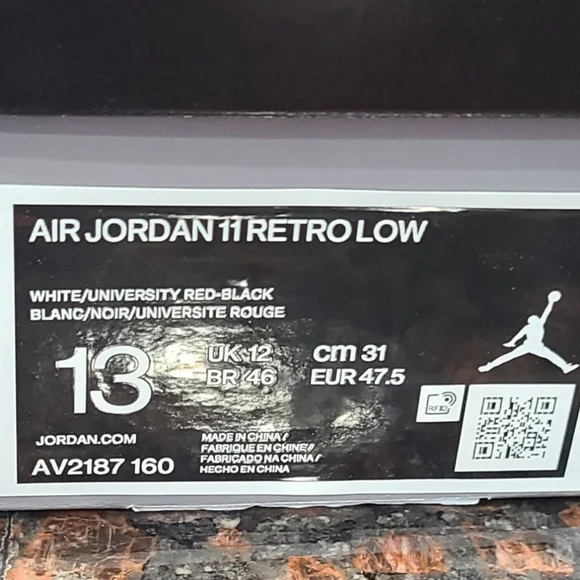 AIR JORDAN 11 RETRO LOW
WHITE/UNIVERSITY RED-BLACK
BLANC/NOIR/UNIVERSITE ROUGE
13
UK 12 cm 31
BR 46 EUR 47.5
RFID
JORDAN.COM
AV2187 160
MADE IN CHINA/
FABRIQUE EN CHINE/
FABRICADO NA CHINA/
HECHO EN CHINA